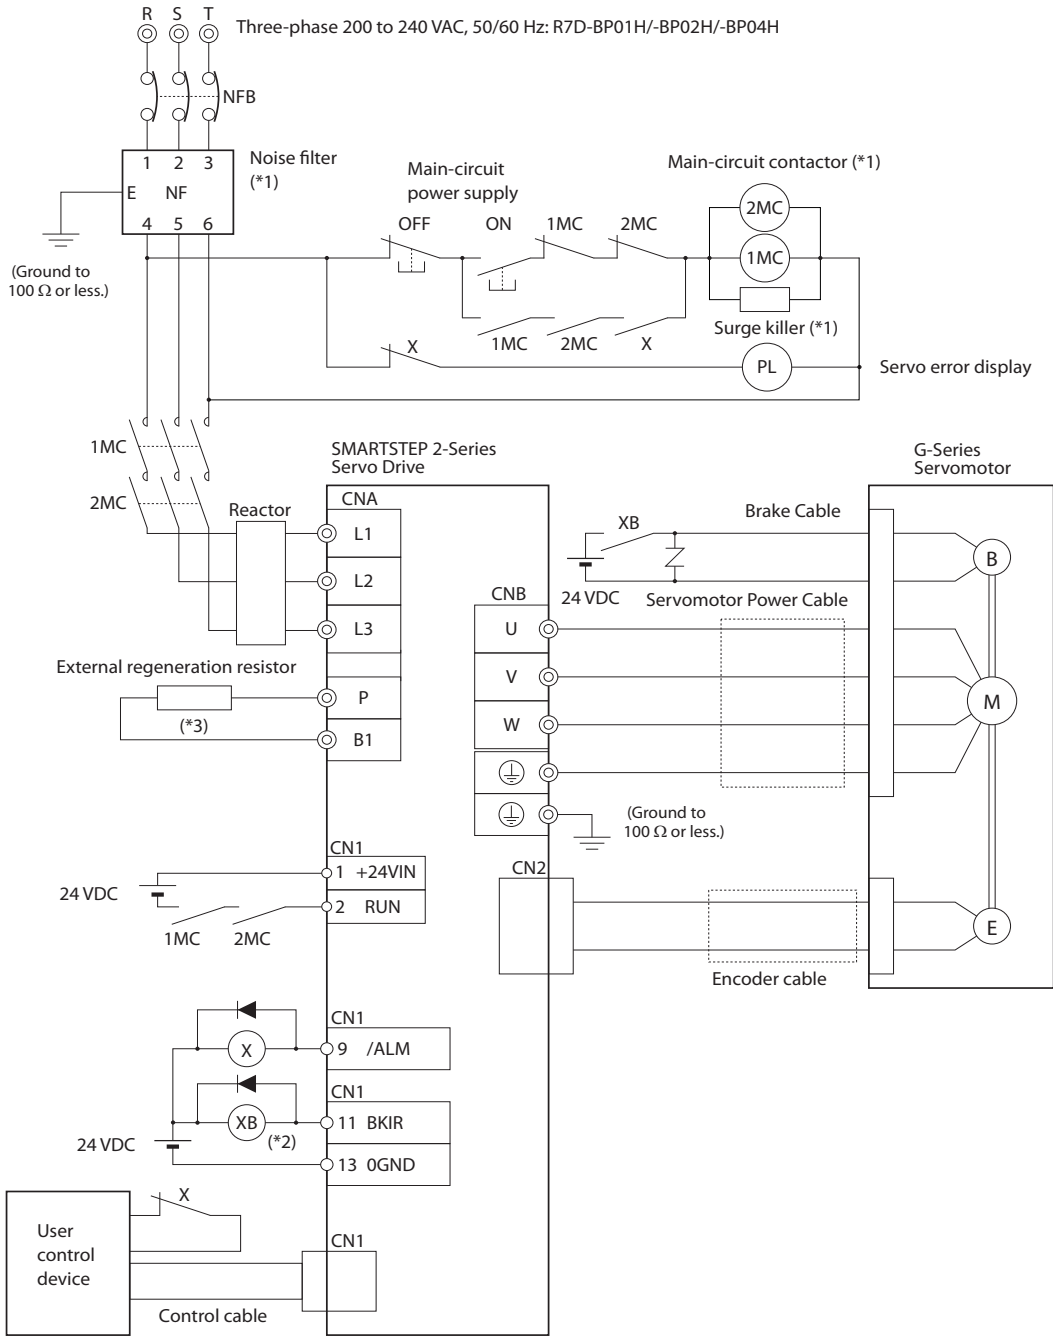 R S T
Three-phase 200 to 240 VAC, 50/60 Hz: R7D-BP01H/-BP02H/-BP04H
NFB
1 2 3
E NF
4 5 6
Noise filter
(*1)
(Ground to
100 Ω or less.)
Main-circuit
power supply
OFF
ON
1MC
2MC
Main-circuit contactor (*1)
2MC
1MC
Surge killer (*1)
1MC
2MC
X
X
PL
Servo error display
1MC
2MC
Reactor
SMARTSTEP 2-Series
Servo Drive
CNA
L1
L2
L3
External regeneration resistor
(*3)
P
B1
CNB
U
V
W
(Ground to
100 Ω or less.)
G-Series
Servomotor
XB
Brake Cable
24 VDC
Servomotor Power Cable
B
M
E
CN2
Encoder cable
CN1
1 +24VIN
2 RUN
24 VDC
1MC
2MC
CN1
X
9 /ALM
CN1
XB
(*2)
11 BKIR
24 VDC
13 0GND
X
User
control
device
CN1
Control cable